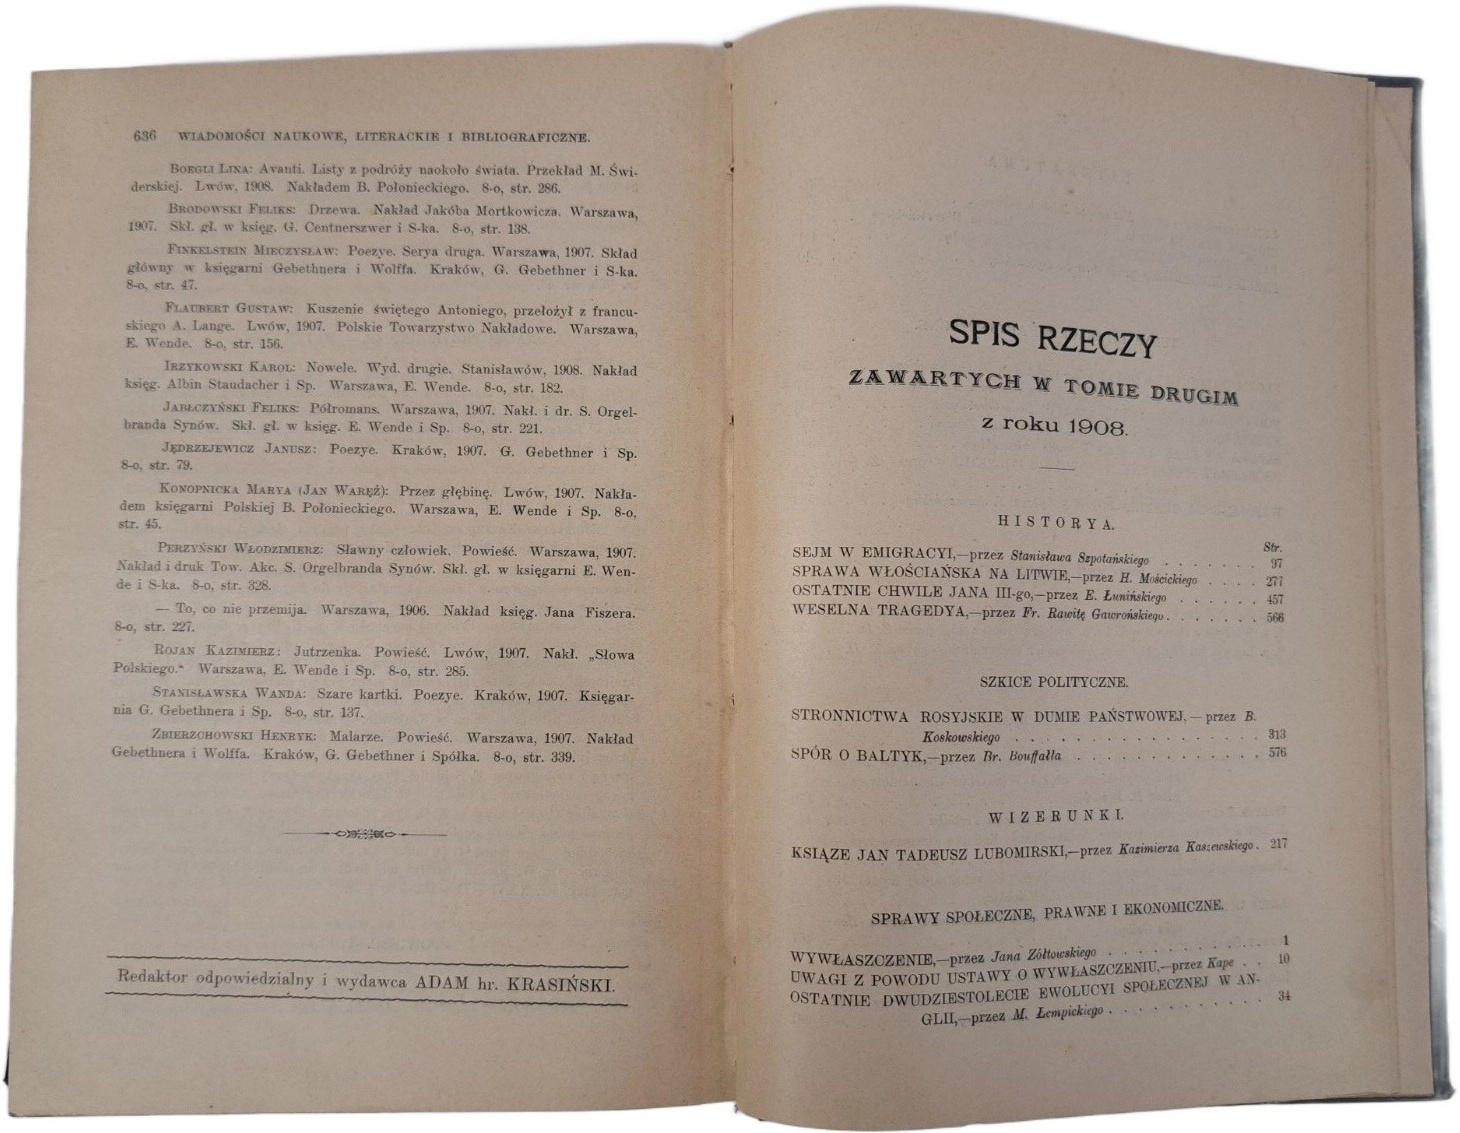 636 WIADOMOŚCI NAUKOWE, LITERACKIE I BIBLIOGRAFICZNE.
Boegli Lina: Avanti. Listy z podróży naokoło świata. Przekład M. Świ-
derskiej. Lwów, 1908. Nakładem B. Połonieckiego. 8-o, str. 286.
Brodowski Feliks: Drzewa. Nakład Jakóba Mortkowicza. Warszawa,
1907. Skł. gł. w księg. G. Centnerszwer i S-ka. 8-o, str. 138.
Finkelstein Mieczysław: Poezye. Serya druga. Warszawa, 1907. Skład
główny w księgarni Gebethnera i Wolffa. Kraków, G. Gebethner i S-ka.
8-o, str. 47.
Flaubert Gustaw: Kuszenie świętego Antoniego, przełożył z francu-
skiego A. Lange. Lwów, 1907. Polskie Towarzystwo Nakładowe. Warszawa,
E. Wende. 8-o, str. 156.
Irzykowski Karol: Nowele. Wyd. drugie. Stanisławów, 1908. Nakład
księg. Albin Staudacher i Sp. Warszawa, E. Wende. 8-o, str. 182.
Jabłczyński Feliks: Półromans. Warszawa, 1907. Nakł. i dr. S. Orgel-
branda Synów. Skł. gł. w księg. E. Wende i Sp. 8-o, str. 221.
Jędrzejewicz Janusz: Poezye. Kraków, 1907. G. Gebethner i Sp.
8-o, str. 79.
Konopnicka Marya (Jan Waręż): Przez głębinę. Lwów, 1907. Nakła-
dem księgarni Polskiej B. Połonieckiego. Warszawa, E. Wende i Sp. 8-o,
str. 45.
Perzyński Włodzimierz: Sławny człowiek. Powieść. Warszawa, 1907.
Nakład i druk Tow. Akc. S. Orgelbranda Synów. Skł. gł. w księgarni E. Wen-
de i S-ka. 8-o, str. 328.
— To, co nie przemija. Warszawa, 1906. Nakład księg. Jana Fiszera.
8-o, str. 227.
Rojan Kazimierz: Jutrzenka. Powieść. Lwów, 1907. Nakł. „Słowa
Polskiego.“ Warszawa, E. Wende i Sp. 8-o, str. 285.
Stanisławska Wanda: Szare kartki. Poezye. Kraków, 1907. Księgar-
nia G. Gebethnera i Sp. 8-o, str. 137.
Zbierzchowski Henryk: Malarze. Powieść. Warszawa, 1907. Nakład
Gebethnera i Wolffa. Kraków, G. Gebethner i Spółka. 8-o, str. 339.
Redaktor odpowiedzialny i wydawca ADAM hr. KRASIŃSKI.
SPIS RZECZY
ZAWARTYCH W TOMIE DRUGIM
z roku 1908.
HISTORYA.
Str.
SEJM W EMIGRACYI,—przez Stanisława Szpotańskiego . . . . . 97
SPRAWA WŁOŚCIAŃSKA NA LITWIE,—przez H. Mościckiego . . . . 277
OSTATNIE CHWILE JANA III-go,—przez E. Łunińskiego . . . . . . 457
WESELNA TRAGEDYA,—przez Fr. Rawitę Gawrońskiego . . . . . . . 566
SZKICE POLITYCZNE.
STRONNICTWA ROSYJSKIE W DUMIE PAŃSTWOWEJ,—przez B.
Koskowskiego . . . . . . . . . . . . . . . . . . 313
SPÓR O BALTYK,—przez Br. Bouffałła . . . . . . . . . . . . . 576
WIZERUNKI.
KSIĄZE JAN TADEUSZ LUBOMIRSKI,—przez Kazimierza Kaszewskiego . 217
SPRAWY SPOŁECZNE, PRAWNE I EKONOMICZNE.
WYWŁASZCZENIE,—przez Jana Żółtowskiego . . . . . . . . . . . 1
UWAGI Z POWODU USTAWY O WYWŁASZCZENIU,—przez Kape . . 10
OSTATNIE DWUDZIESTOLECIE EWOLUCYI SPOŁECZNEJ W AN-
GLII,—przez M. Łempickiego . . . . . . . . . . . 34